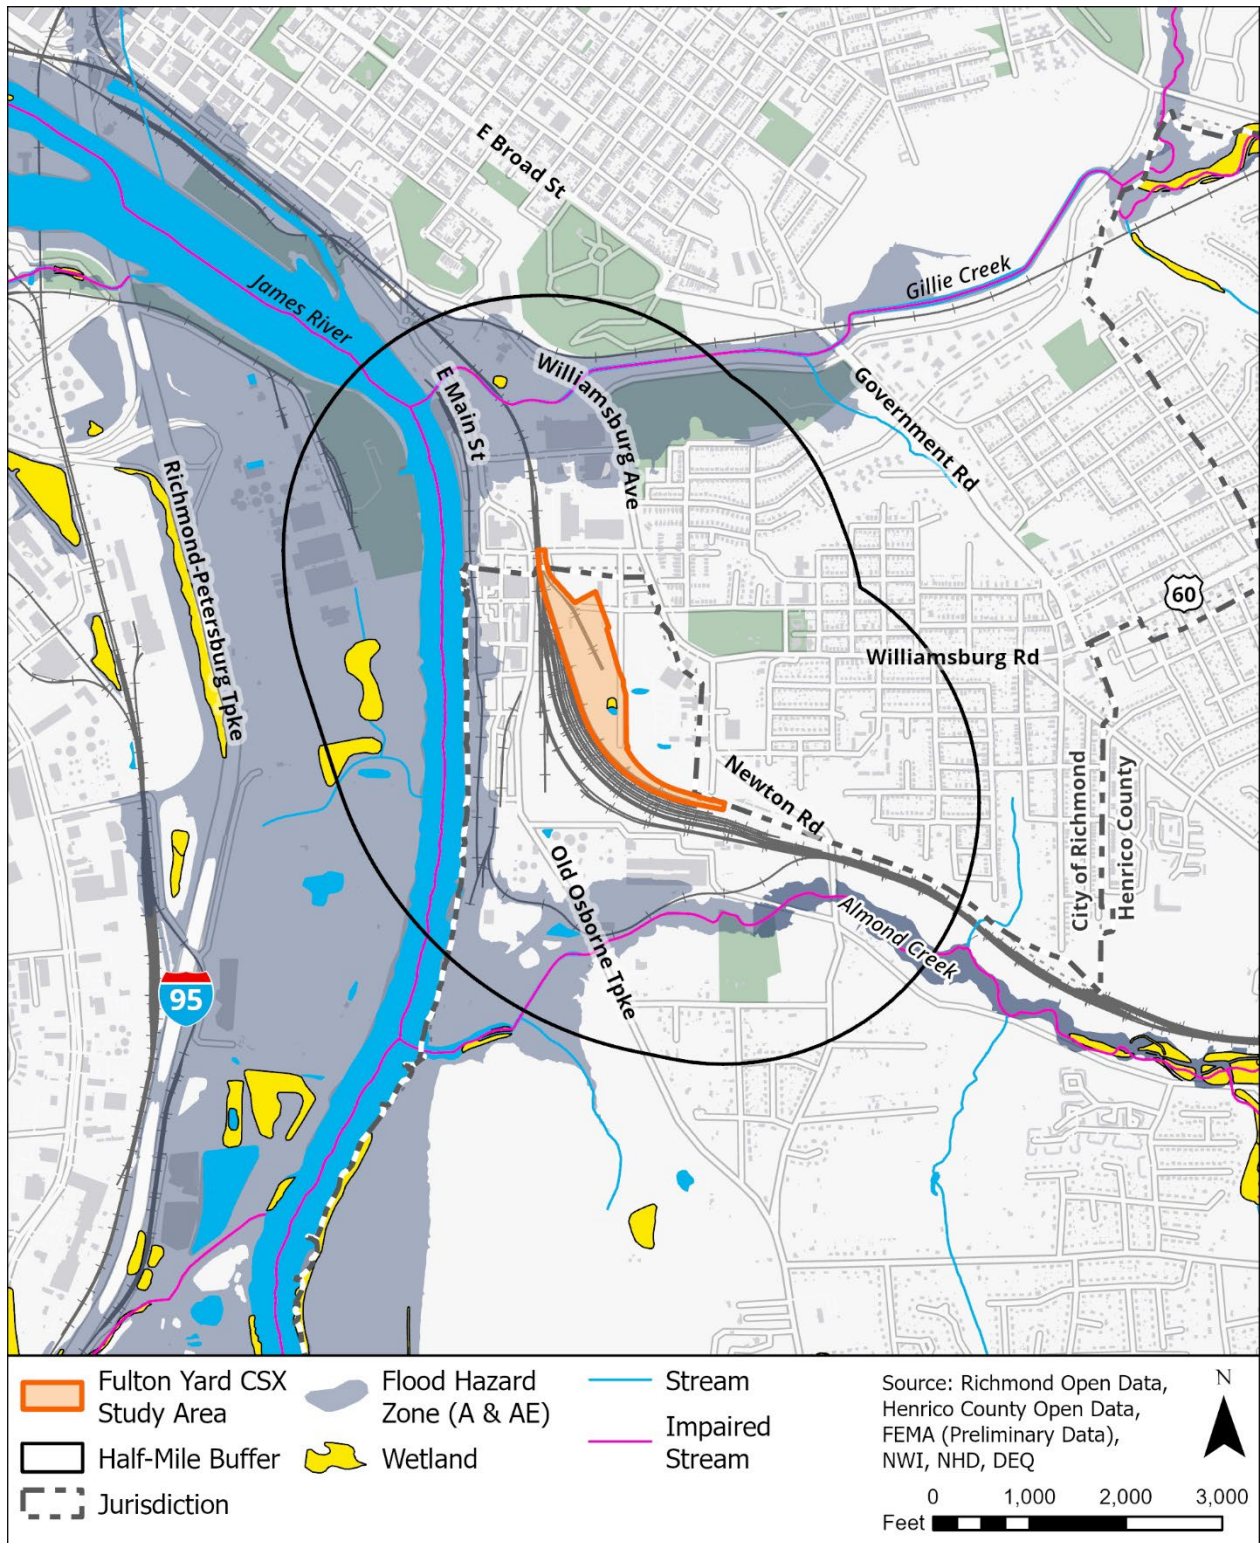 E Broad St
Gillie Creek
James River
Williamsburg Ave
E Main St
Government Rd
Richmond-Petersburg Tpke
60
Williamsburg Rd
Newton Rd
City of Richmond
Henrico County
Old Osborne Tpke
Almond Creek
95
Fulton Yard CSX
Study Area
Half-Mile Buffer
Jurisdiction
Flood Hazard
Zone (A & AE)
Wetland
Stream
Impaired
Stream
Source: Richmond Open Data,
Henrico County Open Data,
FEMA (Preliminary Data),
NWI, NHD, DEQ
N
0 1,000 2,000 3,000
Feet